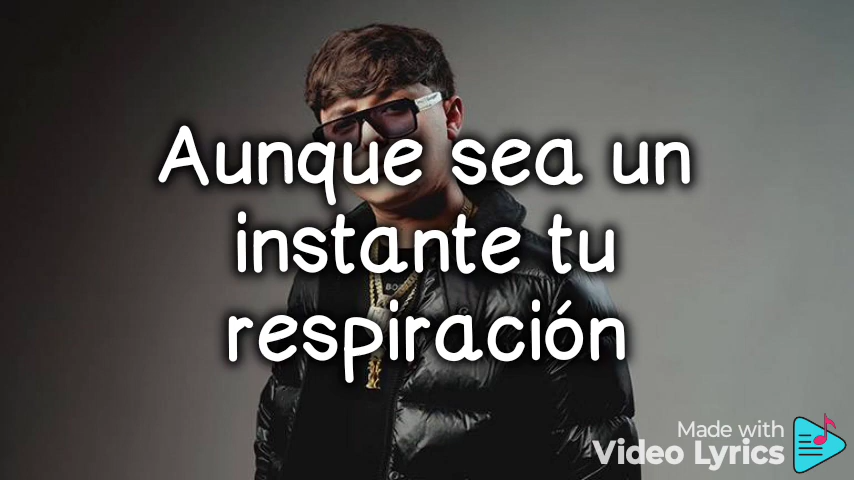 Aunque sea un
instante tu
respiración
Made with
Video Lyrics